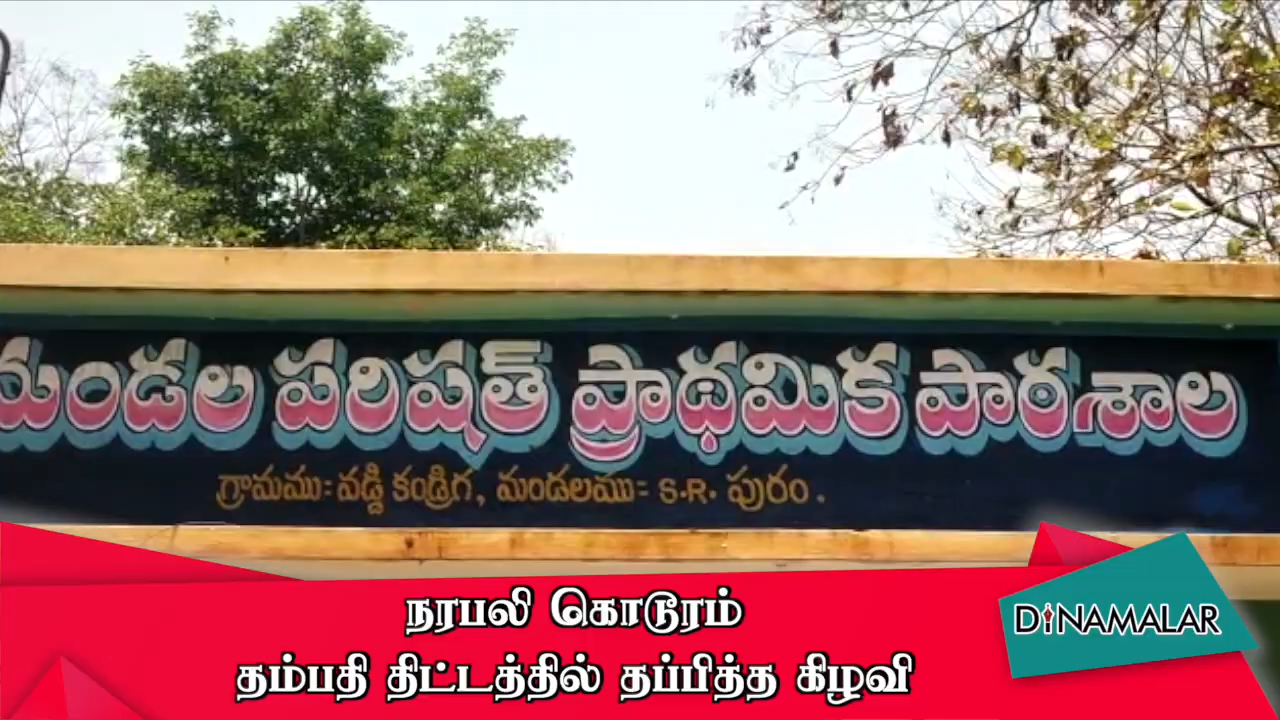 మండల పరిషత్ ప్రాథమిక పాఠశాల
గ్రామము:- వడ్డి కండ్రిగ, మండలము:- S.R. పురం.
நரபலி கொடூரம்
தம்பதி திட்டத்தில் தப்பித்த கிழவி
DINAMALAR